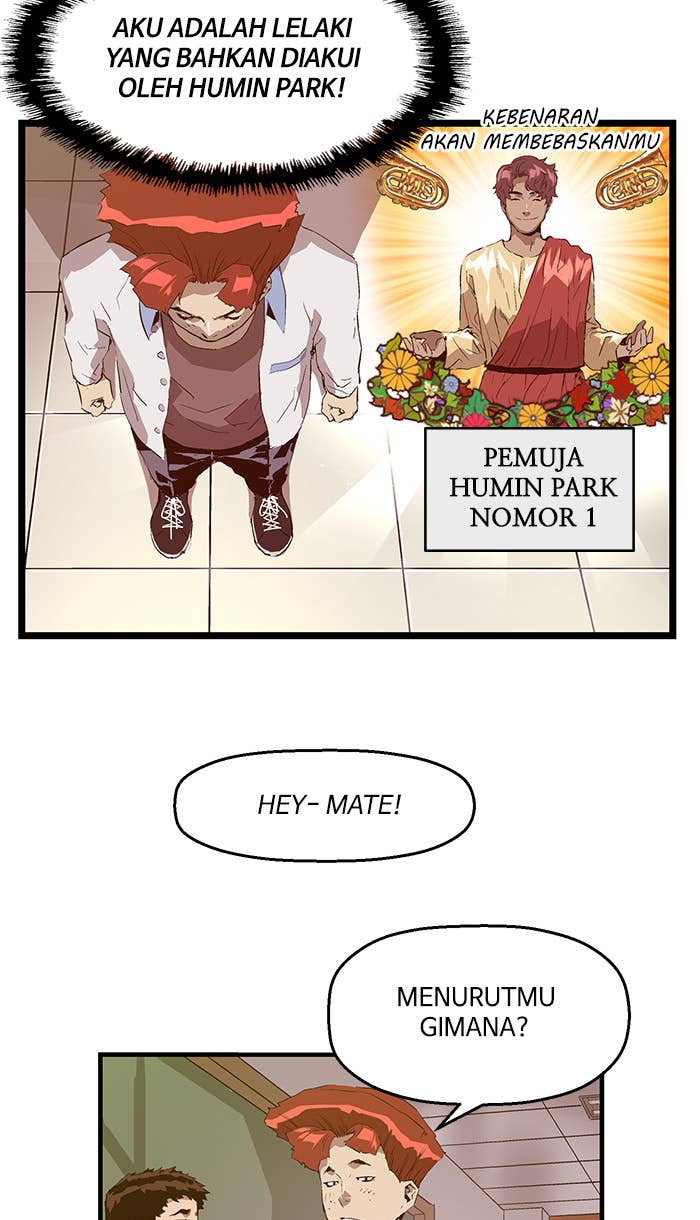 AKU ADALAH LELAKI
YANG BAHKAN DIAKUI
OLEH HUMIN PARK!
KEBENARAN
AKAN MEMBEBASKANMU
PEMUJA
HUMIN PARK
NOMOR 1
HEY- MATE!
MENURUTMU
GIMANA?